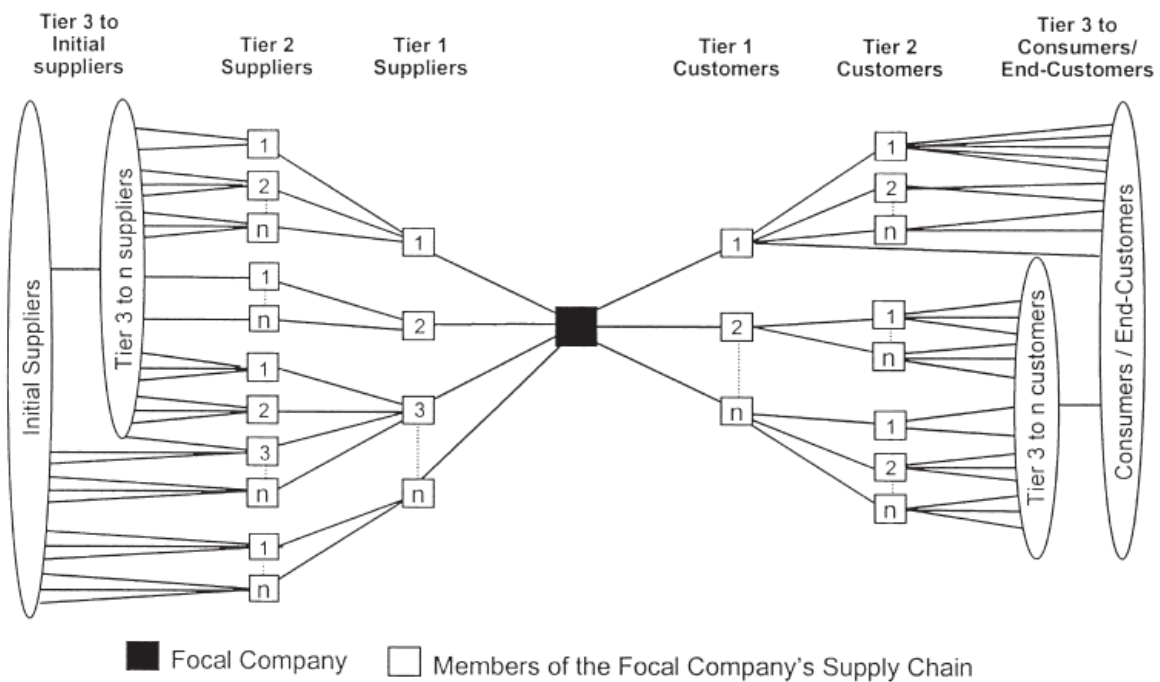 Tier 3 to
Initial
suppliers
Tier 2
Suppliers
Tier 1
Suppliers
Tier 1
Customers
Tier 2
Customers
Tier 3 to
Consumers/
End-Customers
Initial Suppliers
Tier 3 to n suppliers
1
2
n
1
n
1
2
3
n
1
n
1
2
3
n
1
2
n
1
2
n
1
n
1
2
n
Tier 3 to n customers
Consumers / End-Customers
Focal Company
Members of the Focal Company's Supply Chain